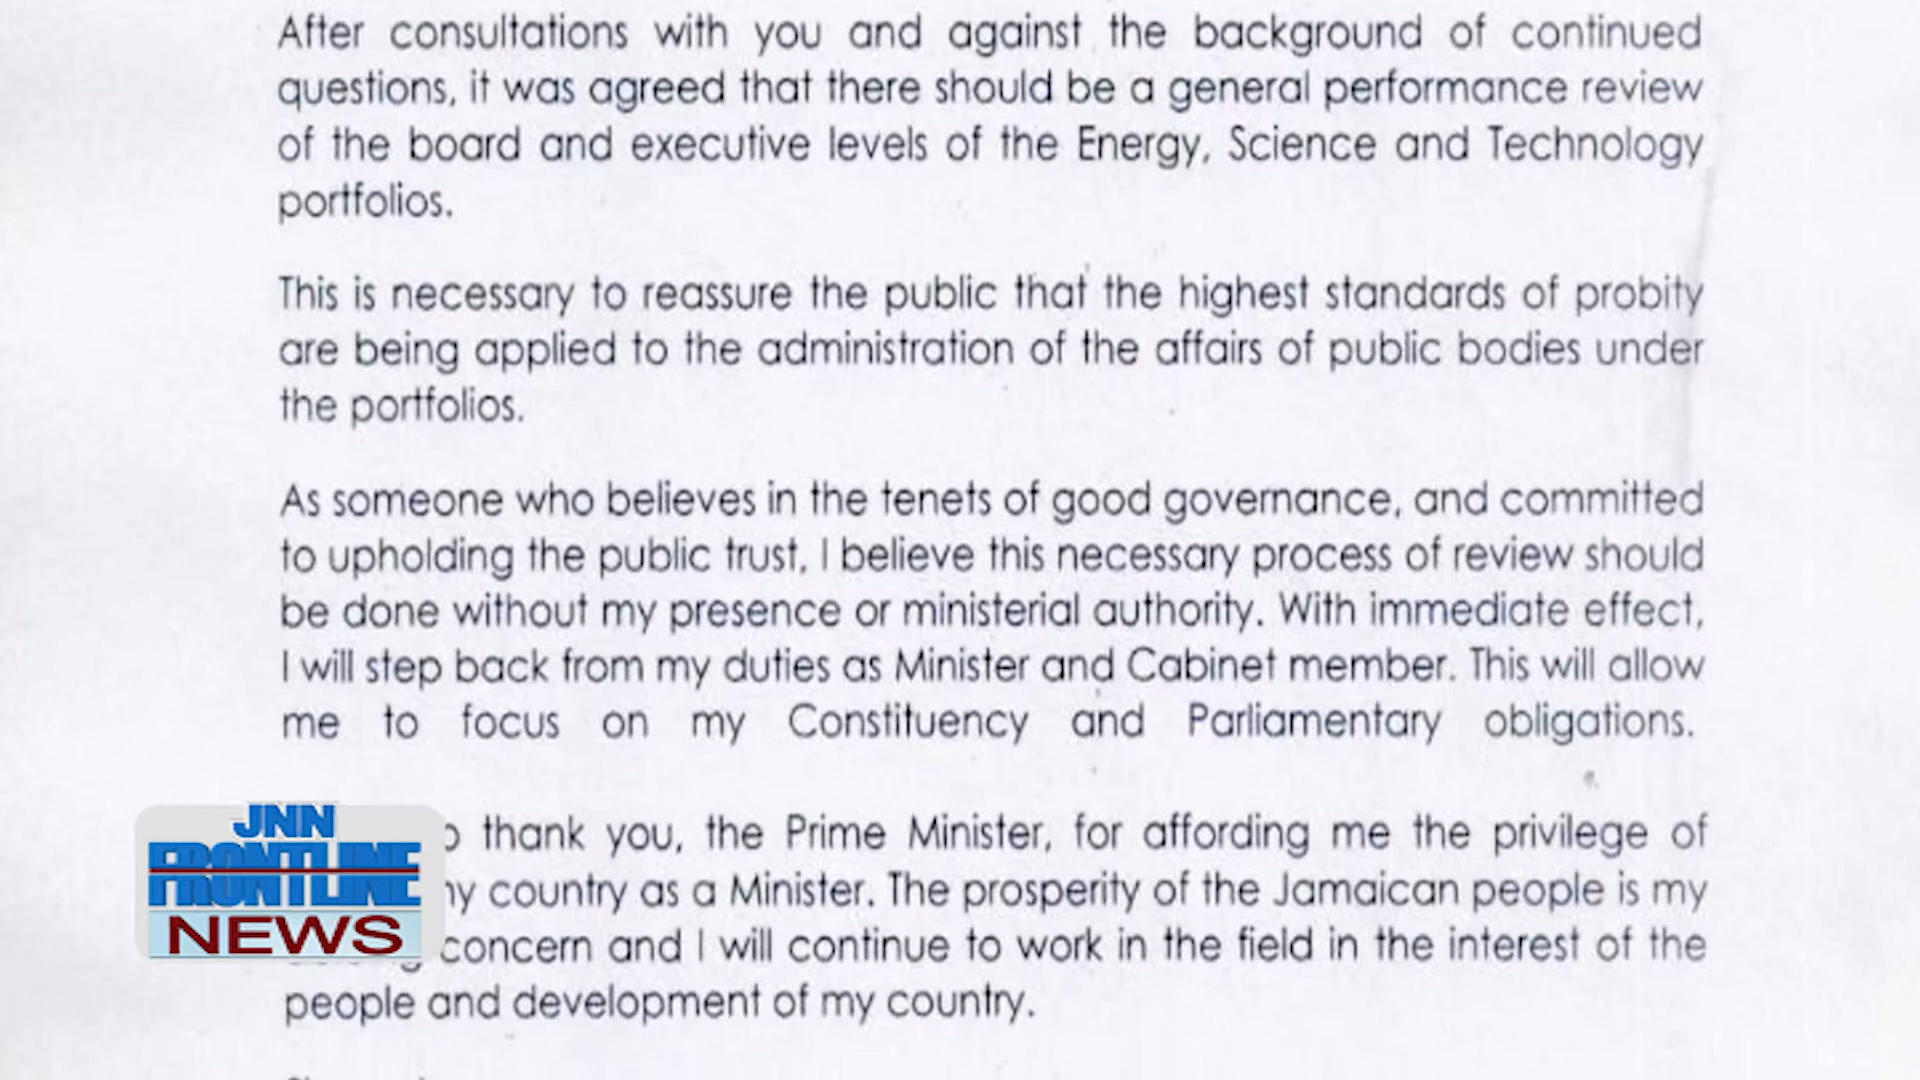 After consultations with you and against the background of continued
questions, it was agreed that there should be a general performance review
of the board and executive levels of the Energy, Science and Technology
portfolios.
This is necessary to reassure the public that the highest standards of probity
are being applied to the administration of the affairs of public bodies under
the portfolios.
As someone who believes in the tenets of good governance, and committed
to upholding the public trust, I believe this necessary process of review should
be done without my presence or ministerial authority. With immediate effect,
I will step back from my duties as Minister and Cabinet member. This will allow
me to focus on my Constituency and Parliamentary obligations.
thank you, the Prime Minister, for affording me the privilege of
country as a Minister. The prosperity of the Jamaican people is my
concern and I will continue to work in the field in the interest of the
people and development of my country.
JNN
FRONTLINE
NEWS